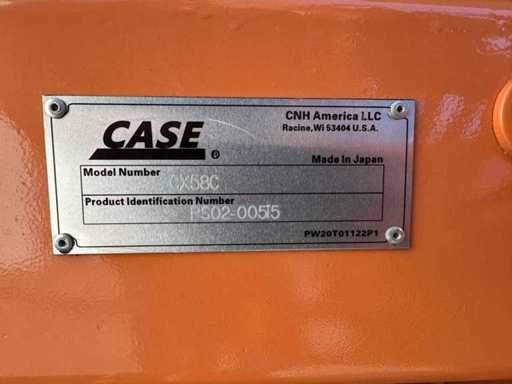 CNH America LLC
Racine,Wi 53404 U.S.A.
CASE®
Made In Japan
Model Number
CX58C
Product Identification Number
PS02-00515
PW20T01122P1